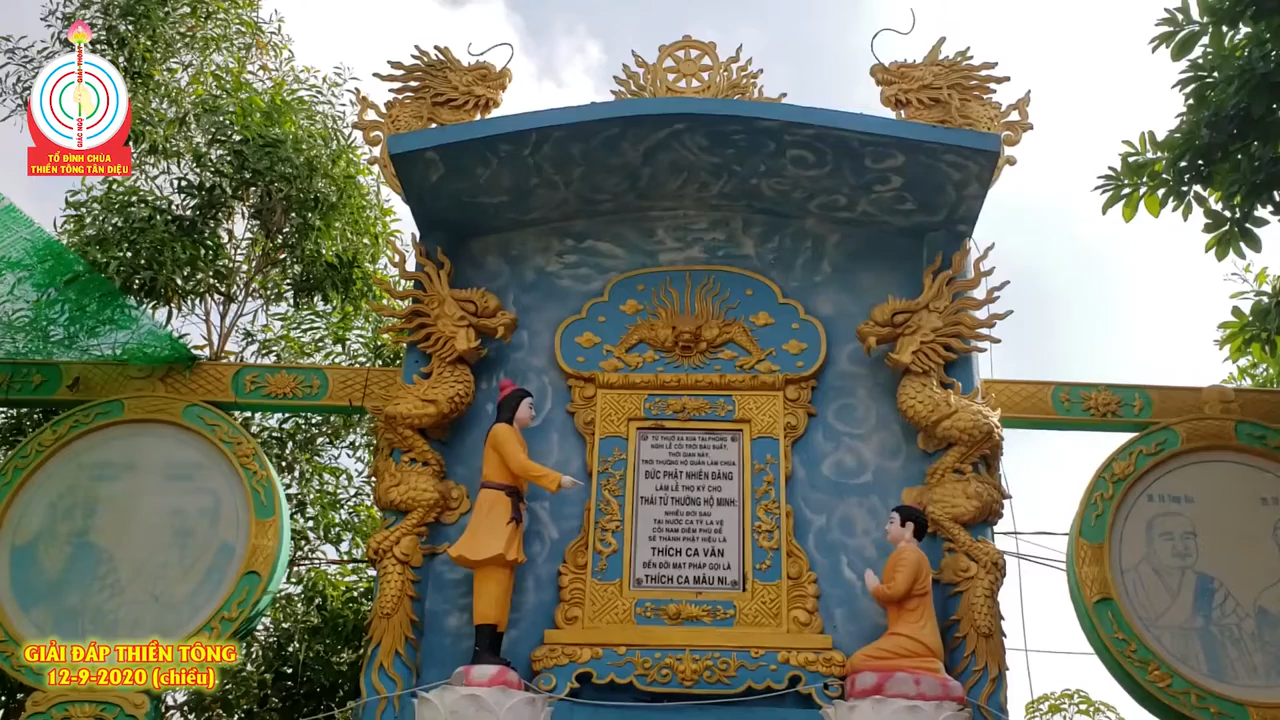 GIẢI THOÁT
GIÁC NGỘ
TỔ ĐÌNH CHÙA
THIỀN TÔNG TÂN DIỆU
TỪ THUỞ XA XƯA TẠI PHÒNG
NGHI LỄ CÕI TRỜI ĐÂU SUẤT,
THỜI GIAN NÀY,
TRỜI THƯỜNG HỘ QUÂN LÀM CHÚA.
ĐỨC PHẬT NHIÊN ĐĂNG
LÀM LỄ THỌ KÝ CHO
THÁI TỬ THƯỜNG HỘ MINH:
NHIỀU ĐỜI SAU
TẠI NƯỚC CA TỲ LA VỆ
CÕI NAM DIÊM PHÙ ĐỀ
SẼ THÀNH PHẬT HIỆU LÀ
THÍCH CA VĂN
ĐẾN ĐỜI MẠT PHÁP GỌI LÀ
THÍCH CA MÂU NI.
GIẢI ĐÁP THIỀN TÔNG
12-9-2020 (chiều)